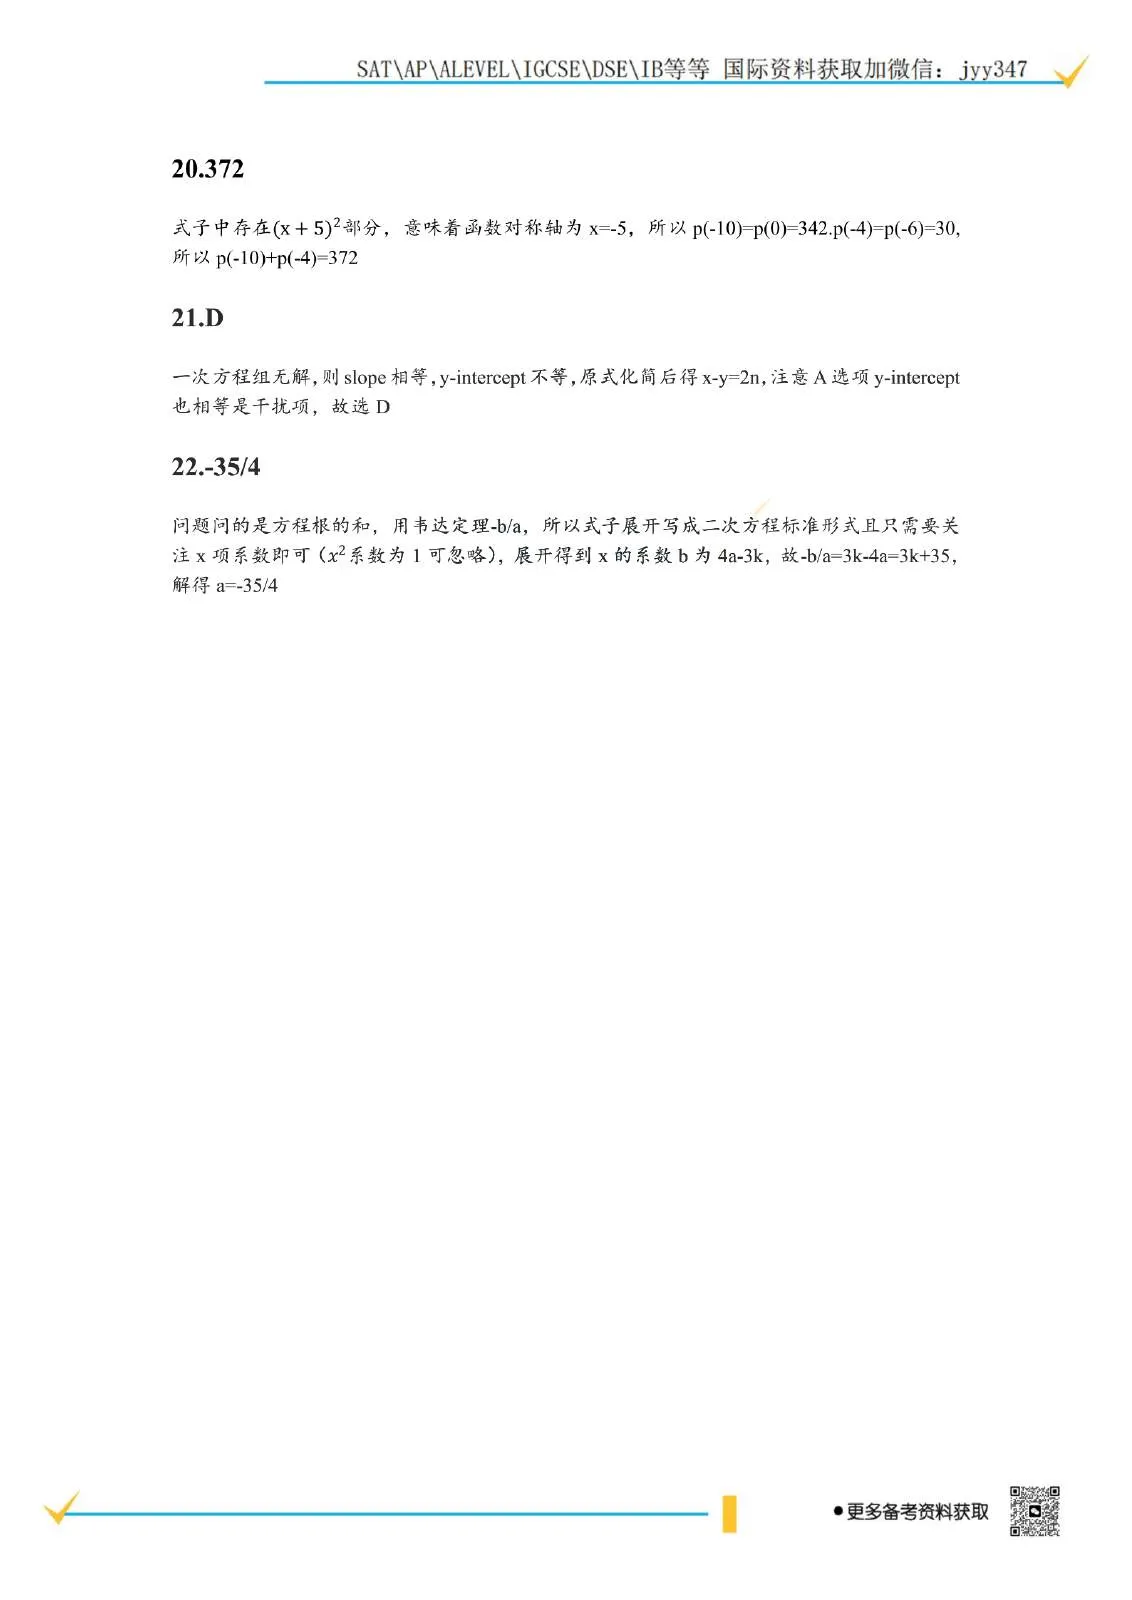 SAT\AP\ALEVEL\IGCSE\DSE\IB等等 国际资料获取加微信：jyy347
20.372
式子中存在(x + 5)²部分，意味着函数对称轴为 x=-5，所以 p(-10)=p(0)=342.p(-4)=p(-6)=30,
所以 p(-10)+p(-4)=372
21.D
一次方程组无解，则 slope 相等，y-intercept 不等，原式化简后得 x-y=2n，注意 A 选项 y-intercept
也相等是干扰项，故选 D
22.-35/4
问题问的是方程根的和，用韦达定理-b/a，所以式子展开写成二次方程标准形式且只需要关
注 x 项系数即可（x²系数为 1 可忽略），展开得到 x 的系数 b 为 4a-3k，故-b/a=3k-4a=3k+35，
解得 a=-35/4
●更多备考资料获取